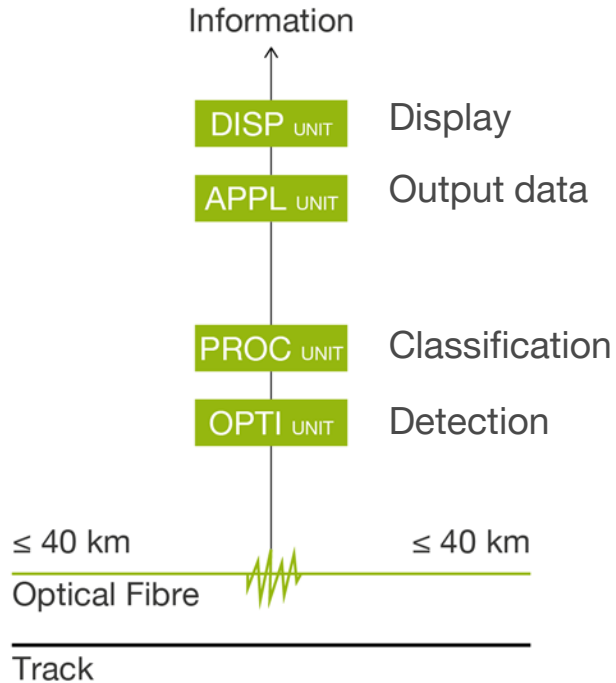 Information
DISP UNIT Display
APPL UNIT Output data
PROC UNIT Classification
OPTI UNIT Detection
≤ 40 km ≤ 40 km
Optical Fibre
Track